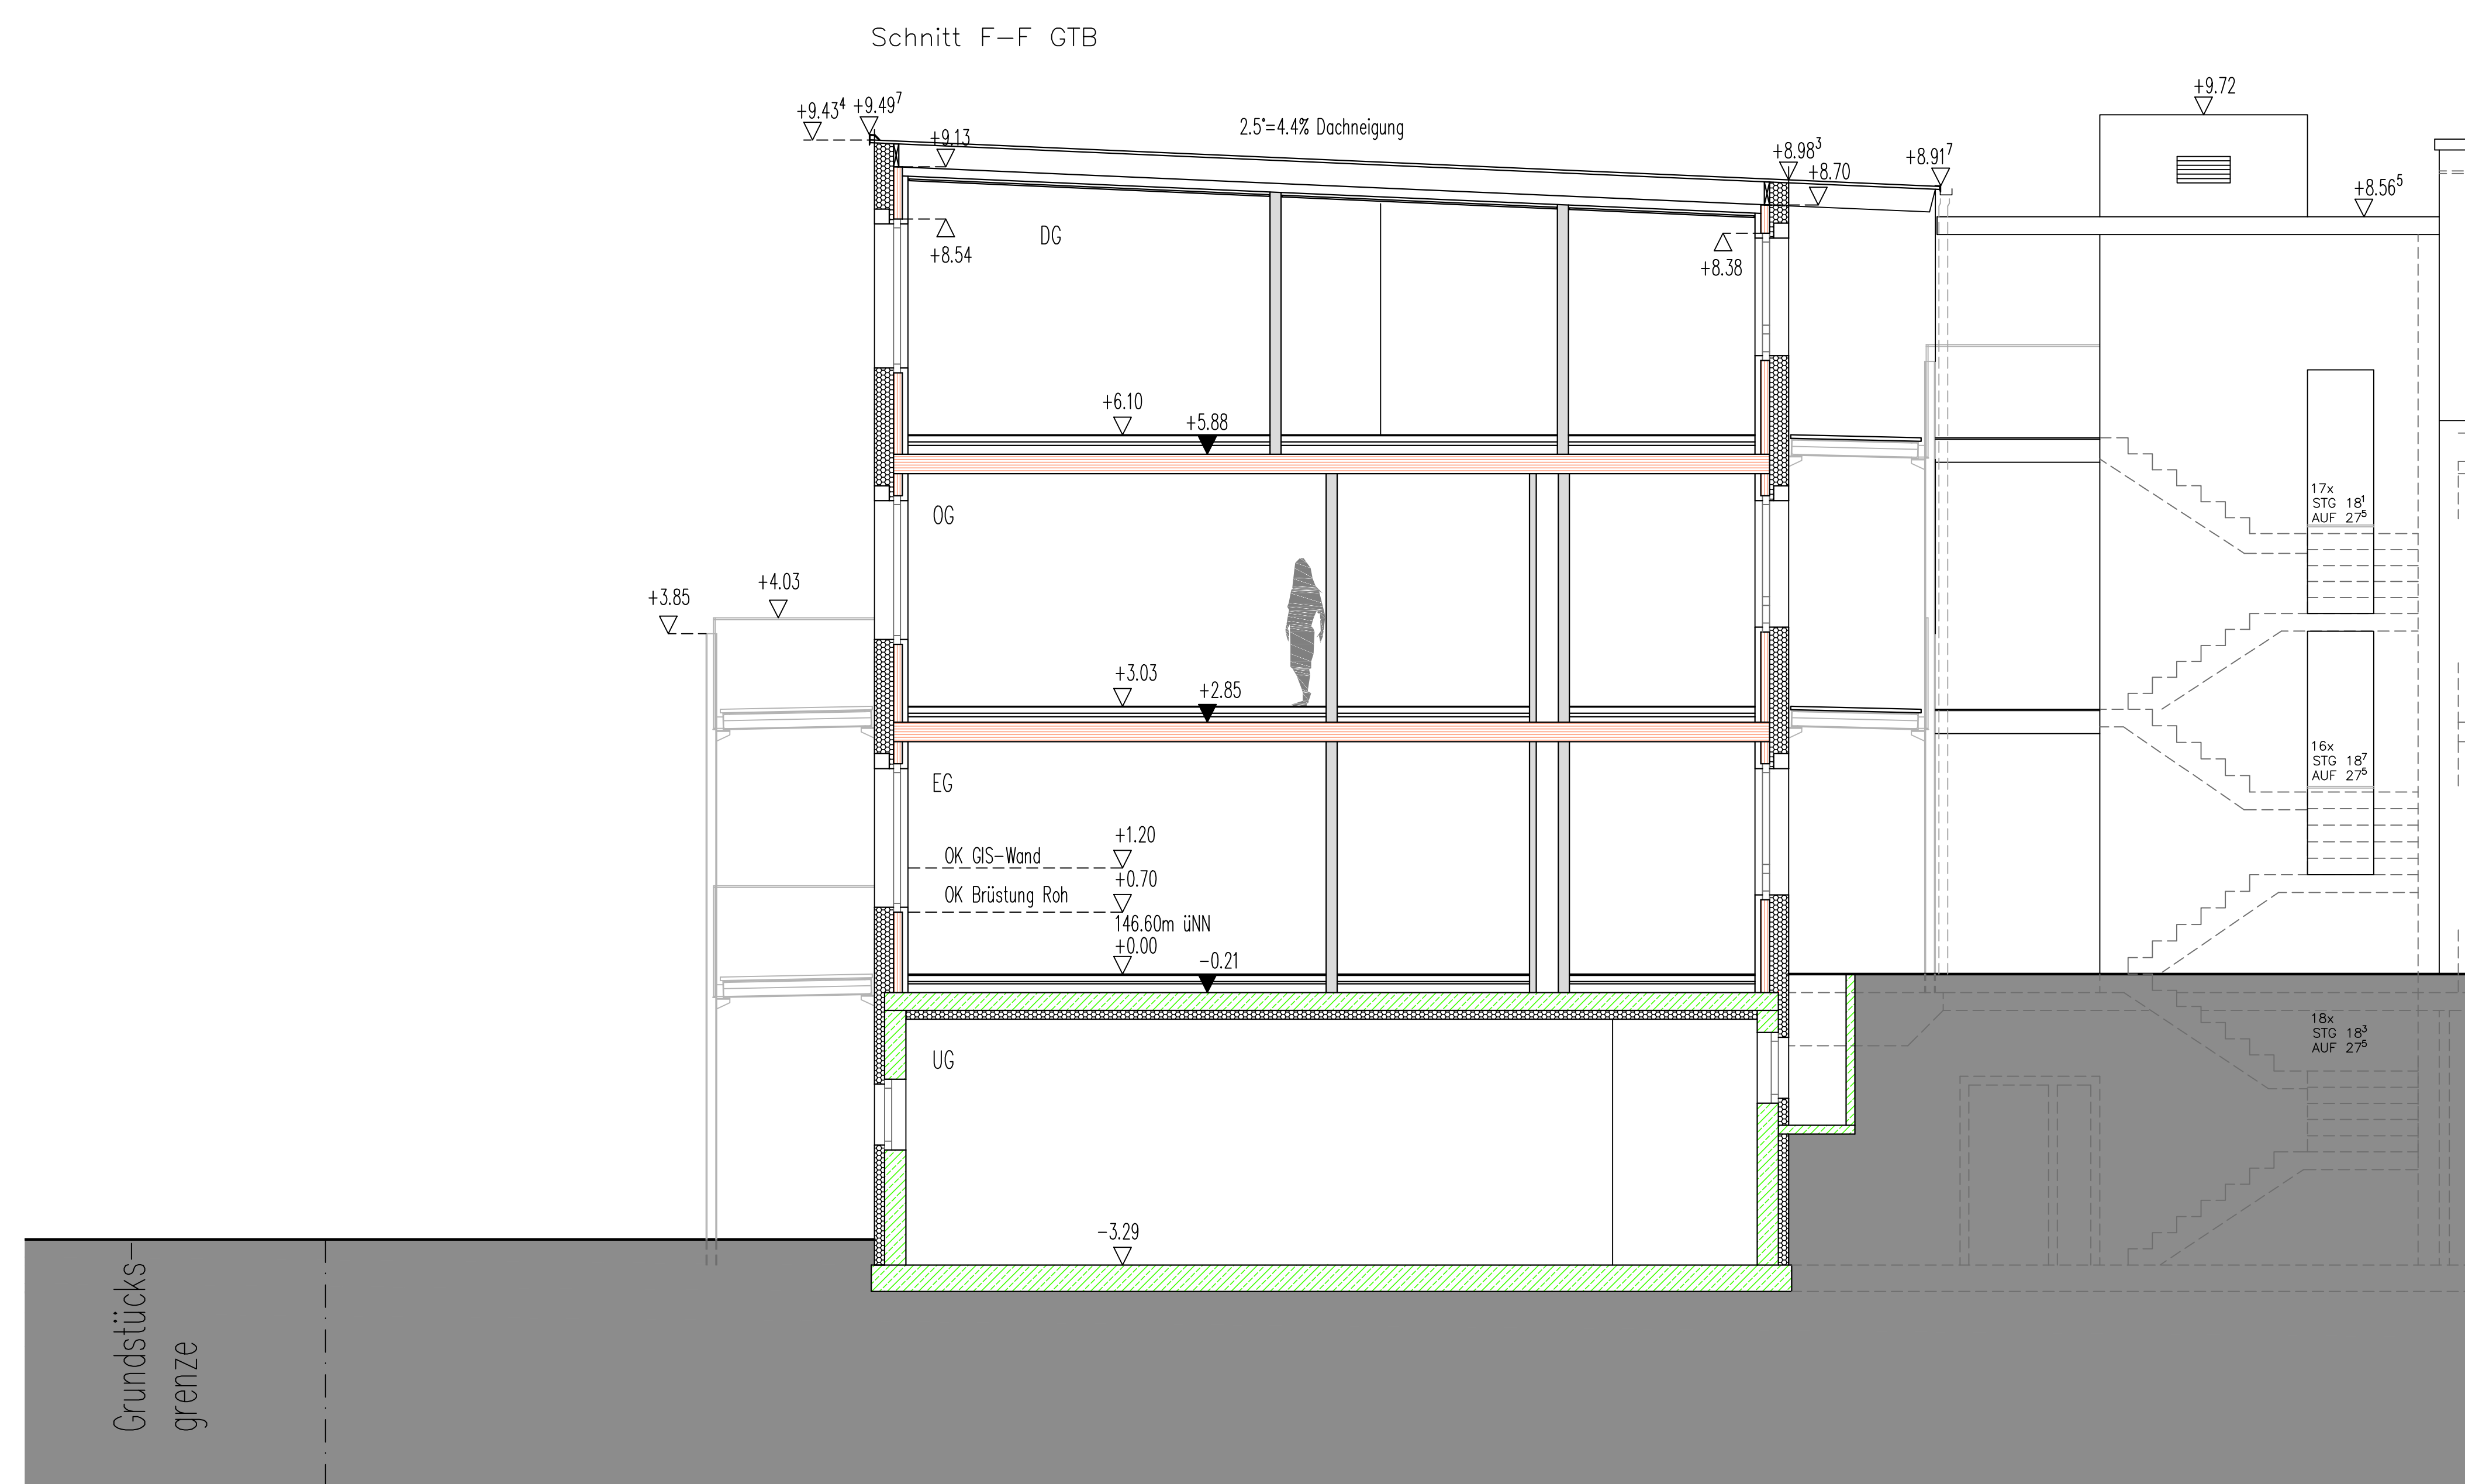 Schnitt F-F GTB
+9.72
+9.43⁴ +9.49⁷
2.5°=4.4% Dachneigung
+9.13
+8.98³
+8.91⁷
+8.70
+8.56⁵
DG
+8.54
+8.38
+6.10
+5.88
17x
STG 18¹
AUF 27⁵
OG
+4.03
+3.85
+3.03
+2.85
16x
STG 18⁷
AUF 27⁵
EG
+1.20
OK GIS-Wand
+0.70
OK Brüstung Roh
146.60m üNN
+0.00
-0.21
18x
STG 18³
AUF 27⁵
UG
-3.29
Grundstücks-
grenze